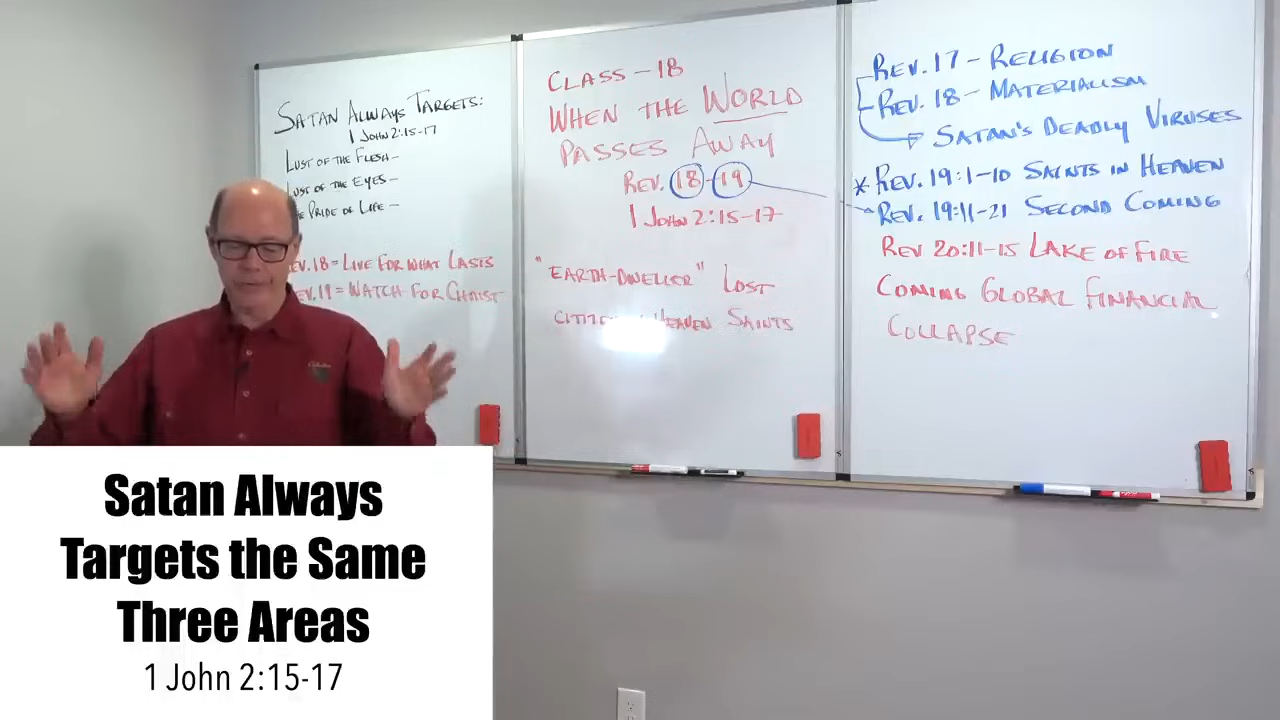 SATAN ALWAYS TARGETS:
1 JOHN 2:15-17
LUST OF THE FLESH-
LUST OF THE EYES-
PRIDE OF LIFE-
REV.18 = LIVE FOR WHAT LASTS
REV.19 = WATCH FOR CHRIST
CLASS-18
WHEN THE WORLD
PASSES AWAY
REV. 18-19
1 JOHN 2:15-17
"EARTH-DWELLER" LOST
HEAVEN SAINTS
REV.17-RELIGION
REV.18-MATERIALISM
SATAN'S DEADLY VIRUSES
*REV.19:1-10 SAINTS IN HEAVEN
REV.19:11-21 SECOND COMING
REV 20:11-15 LAKE OF FIRE
COMING GLOBAL FINANCIAL
COLLAPSE
Satan Always
Targets the Same
Three Areas
1 John 2:15-17